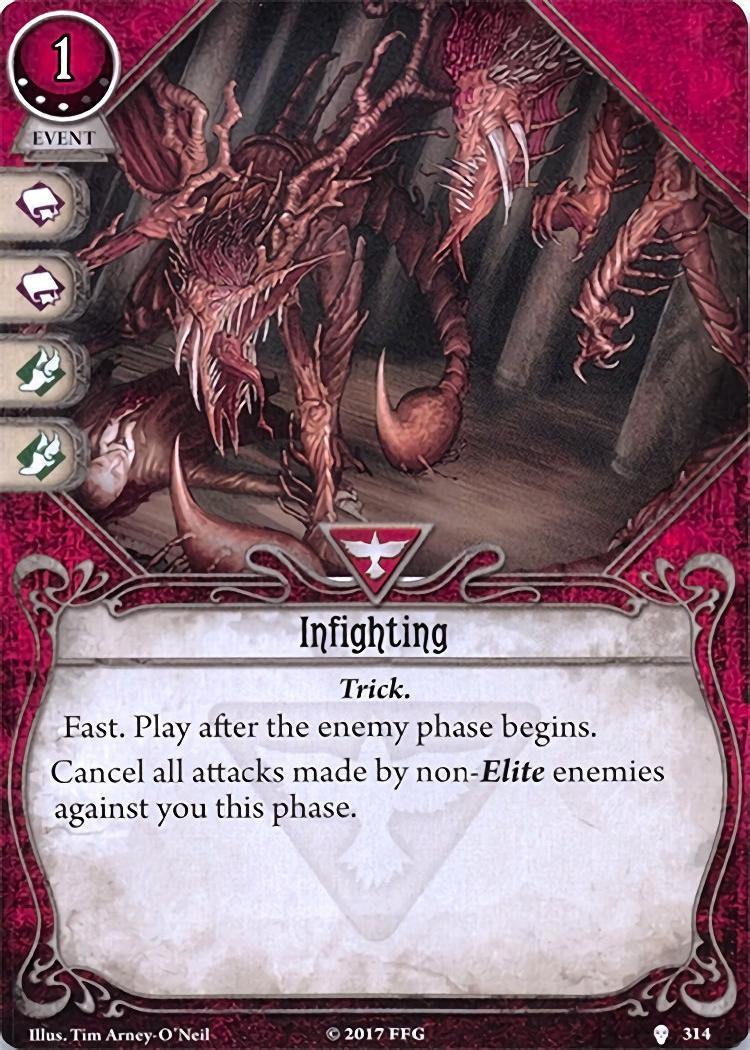 1
EVENT
Infighting
Trick.
Fast. Play after the enemy phase begins.
Cancel all attacks made by non-Elite enemies
against you this phase.
Illus. Tim Arney-O'Neil
© 2017 FFG
314